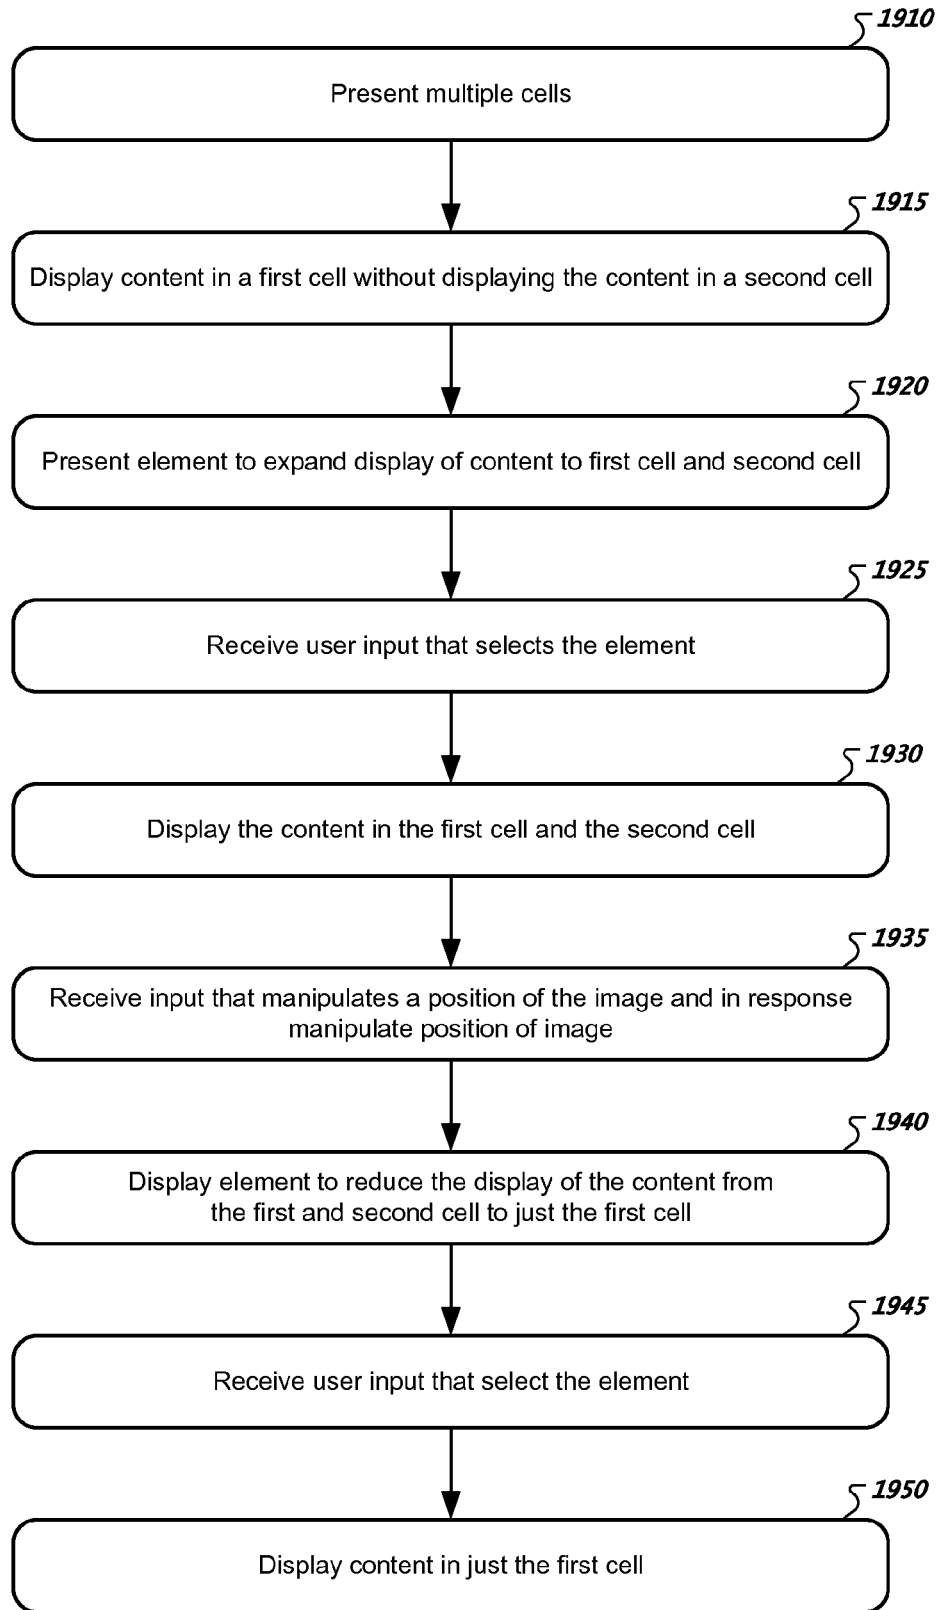 1910
Present multiple cells
1915
Display content in a first cell without displaying the content in a second cell
1920
Present element to expand display of content to first cell and second cell
1925
Receive user input that selects the element
1930
Display the content in the first cell and the second cell
1935
Receive input that manipulates a position of the image and in response
manipulate position of image
1940
Display element to reduce the display of the content from
the first and second cell to just the first cell
1945
Receive user input that select the element
1950
Display content in just the first cell